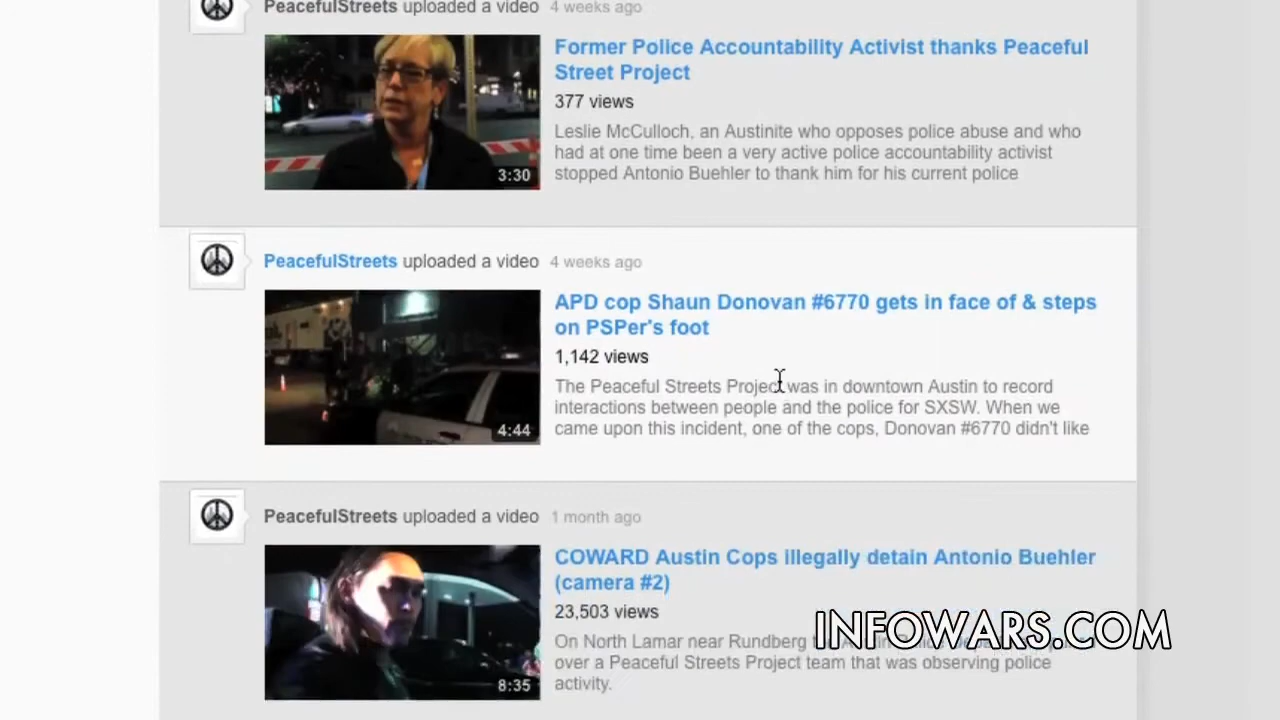 PeacefulStreets uploaded a video 4 weeks ago
Former Police Accountability Activist thanks Peaceful
Street Project
377 views
Leslie McCulloch, an Austinite who opposes police abuse and who
had at one time been a very active police accountability activist
stopped Antonio Buehler to thank him for his current police
3:30
PeacefulStreets uploaded a video 4 weeks ago
APD cop Shaun Donovan #6770 gets in face of & steps
on PSPer's foot
1,142 views
The Peaceful Streets Project was in downtown Austin to record
interactions between people and the police for SXSW. When we
came upon this incident, one of the cops, Donovan #6770 didn't like
4:44
PeacefulStreets uploaded a video 1 month ago
COWARD Austin Cops illegally detain Antonio Buehler
(camera #2)
23,503 views
On North Lamar near Rundberg
over a Peaceful Streets Project team that was observing police
activity.
8:35
INFOWARS.COM